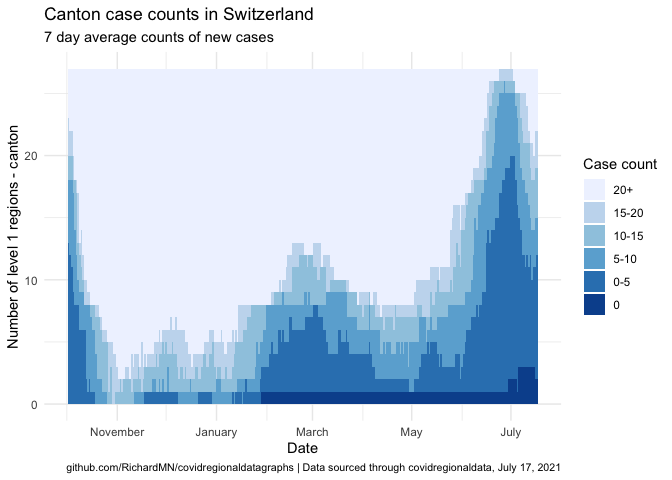 Canton case counts in Switzerland
7 day average counts of new cases
Number of level 1 regions - canton
20
10
0
November
January
March
May
July
Date
Case count
20+
15-20
10-15
5-10
0-5
0
github.com/RichardMN/covidregionaldatagraphs | Data sourced through covidregionaldata, July 17, 2021